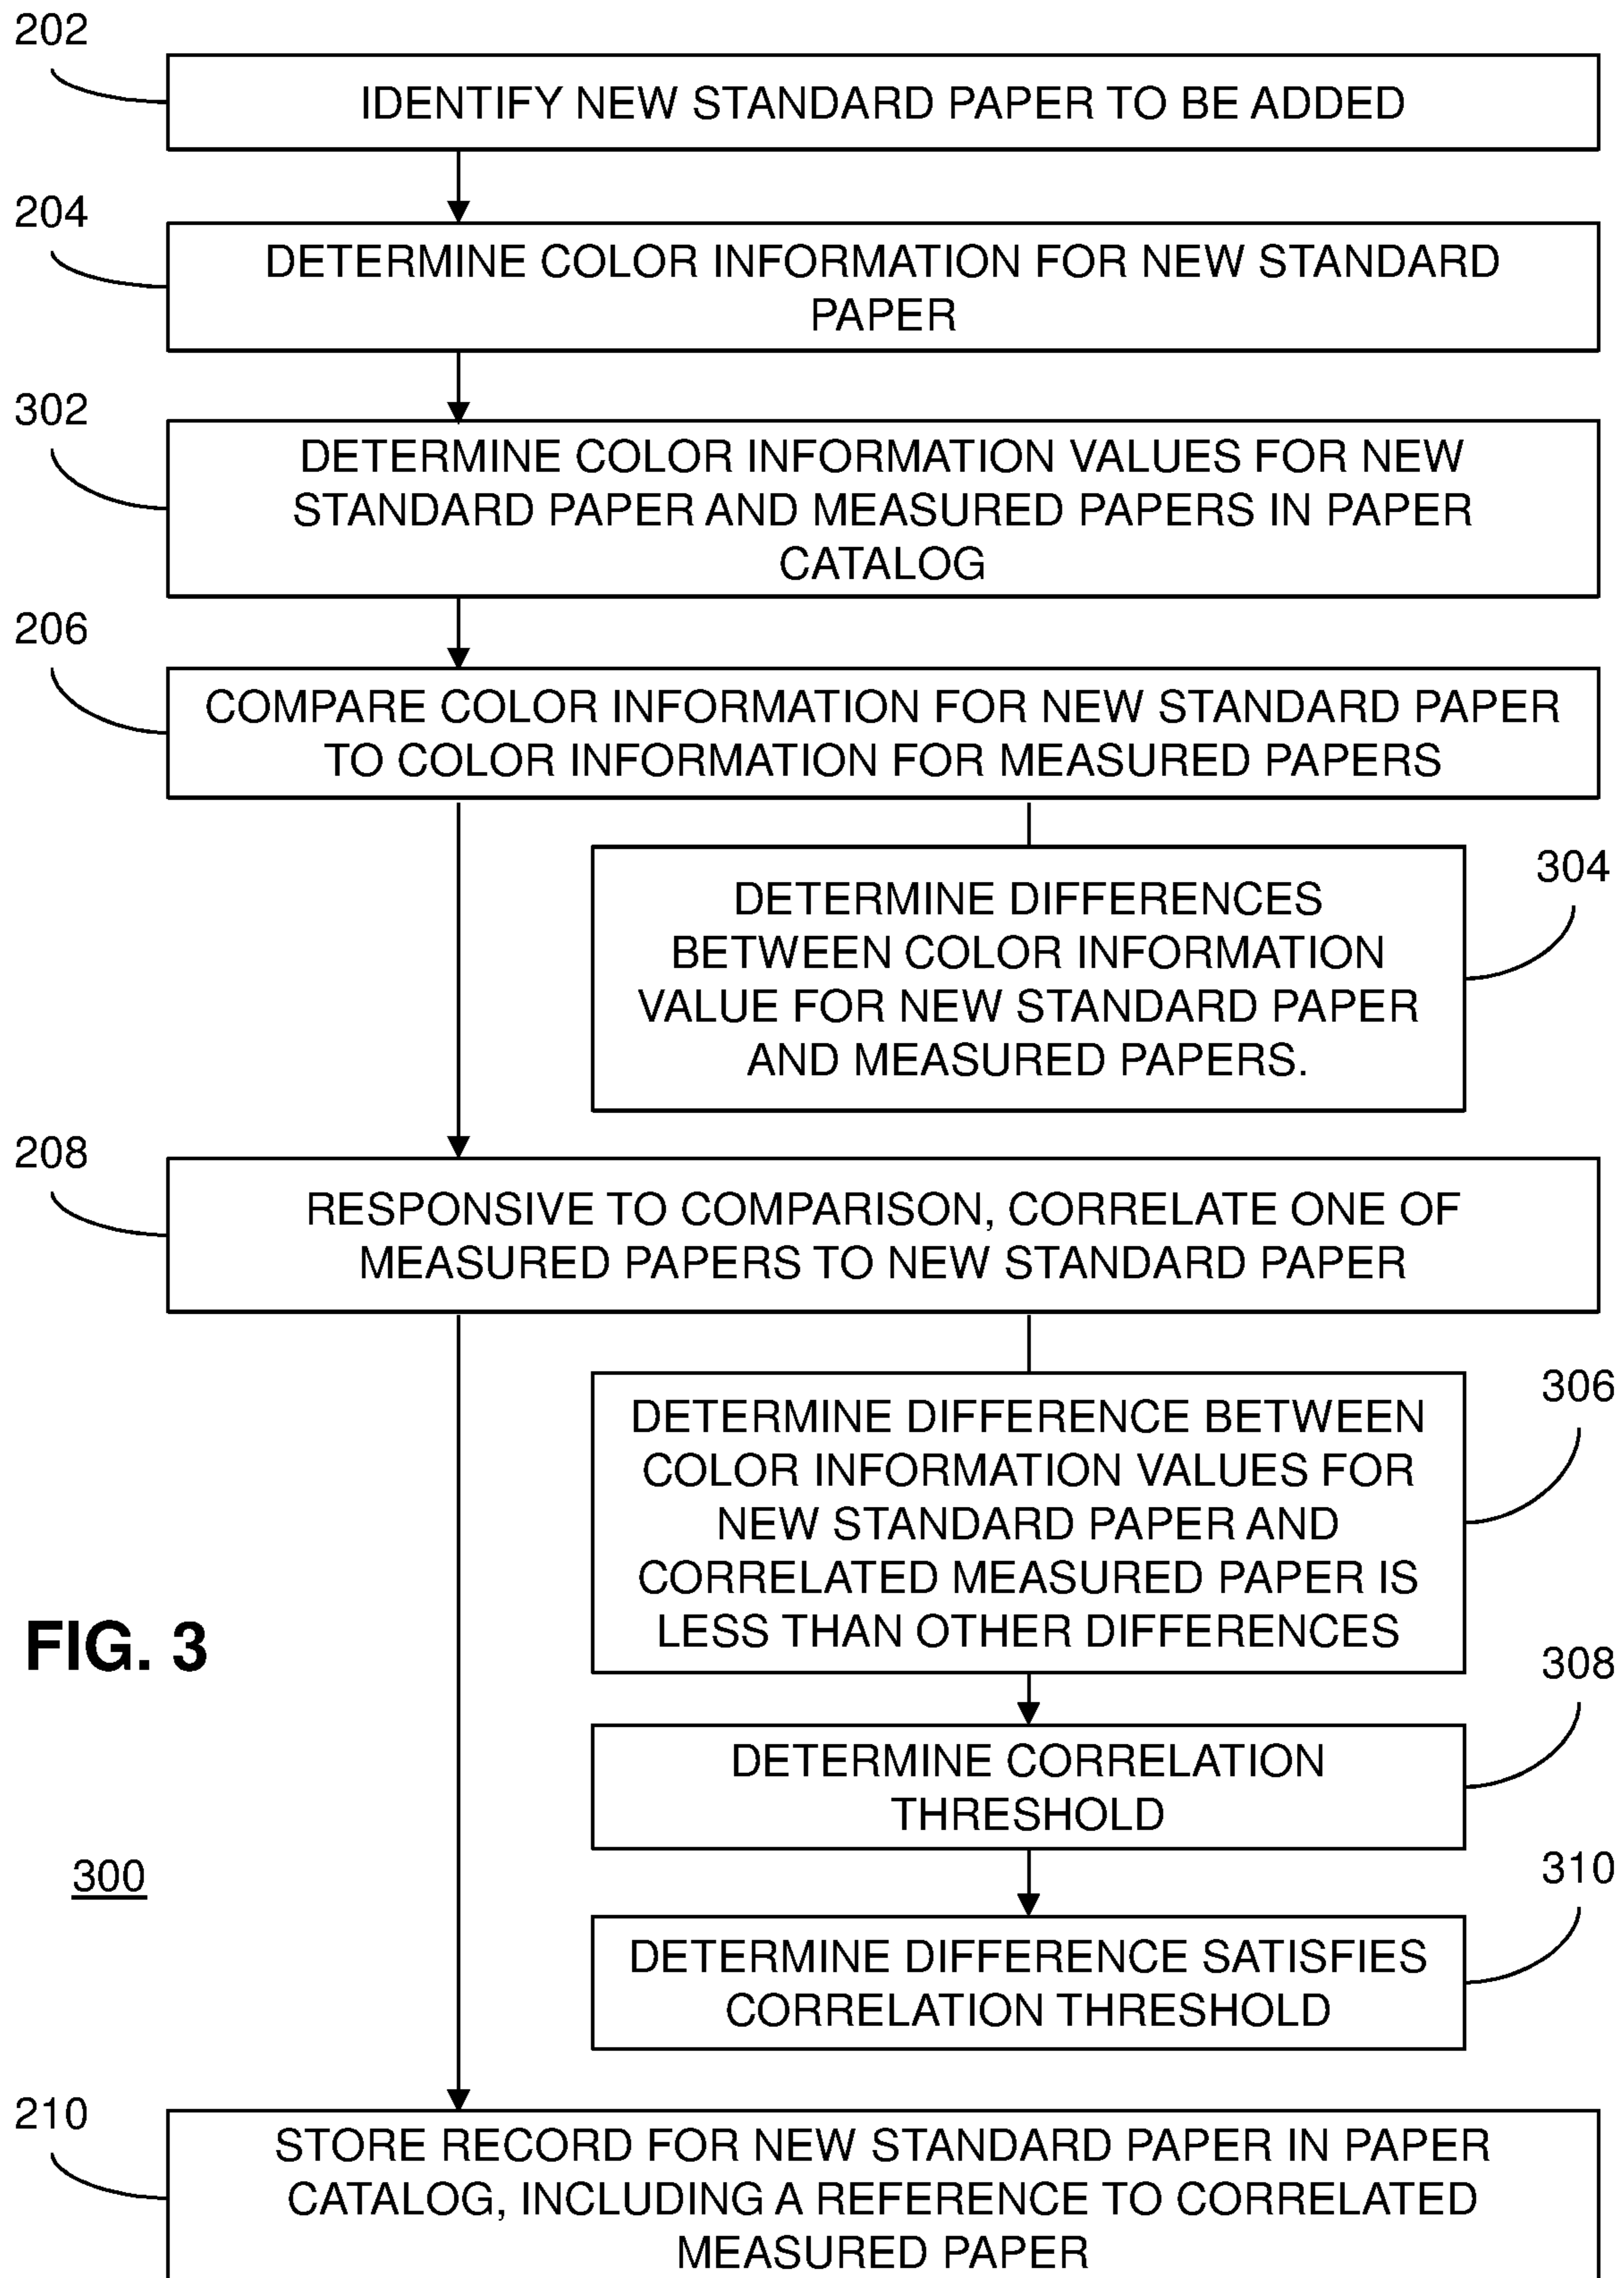 202
IDENTIFY NEW STANDARD PAPER TO BE ADDED
204
DETERMINE COLOR INFORMATION FOR NEW STANDARD
PAPER
302
DETERMINE COLOR INFORMATION VALUES FOR NEW
STANDARD PAPER AND MEASURED PAPERS IN PAPER
CATALOG
206
COMPARE COLOR INFORMATION FOR NEW STANDARD PAPER
TO COLOR INFORMATION FOR MEASURED PAPERS
304
DETERMINE DIFFERENCES
BETWEEN COLOR INFORMATION
VALUE FOR NEW STANDARD PAPER
AND MEASURED PAPERS.
208
RESPONSIVE TO COMPARISON, CORRELATE ONE OF
MEASURED PAPERS TO NEW STANDARD PAPER
306
DETERMINE DIFFERENCE BETWEEN
COLOR INFORMATION VALUES FOR
NEW STANDARD PAPER AND
CORRELATED MEASURED PAPER IS
LESS THAN OTHER DIFFERENCES
FIG. 3
308
DETERMINE CORRELATION
THRESHOLD
300
310
DETERMINE DIFFERENCE SATISFIES
CORRELATION THRESHOLD
210
STORE RECORD FOR NEW STANDARD PAPER IN PAPER
CATALOG, INCLUDING A REFERENCE TO CORRELATED
MEASURED PAPER